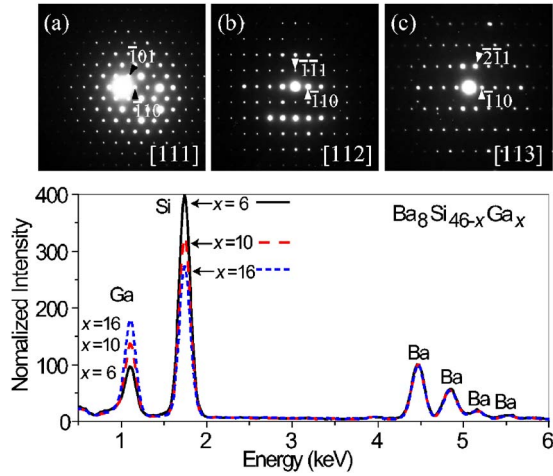 (a)
(b)
(c)
1̄01
1̄1̄1
2̄1̄1
1̄10
1̄10
1̄10
[111]
[112]
[113]
Normalized Intensity
400
300
200
100
0
Si
x=6
x=10
x=16
Ba8Si46-xGax
Ga
x=16
x=10
x=6
Ba
Ba
Ba
Ba
1
2
3
4
5
6
Energy (keV)